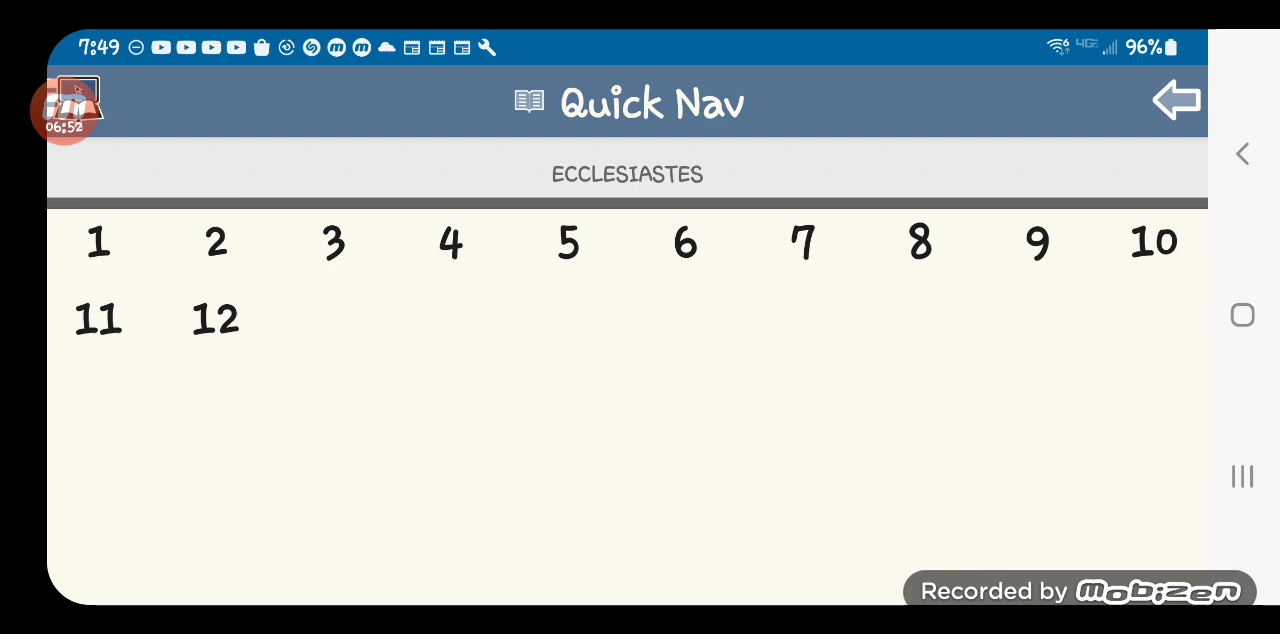 7:49 4GE 96%
Quick Nav
06:52
ECCLESIASTES
1 2 3 4 5 6 7 8 9 10
11 12
Recorded by mobizen